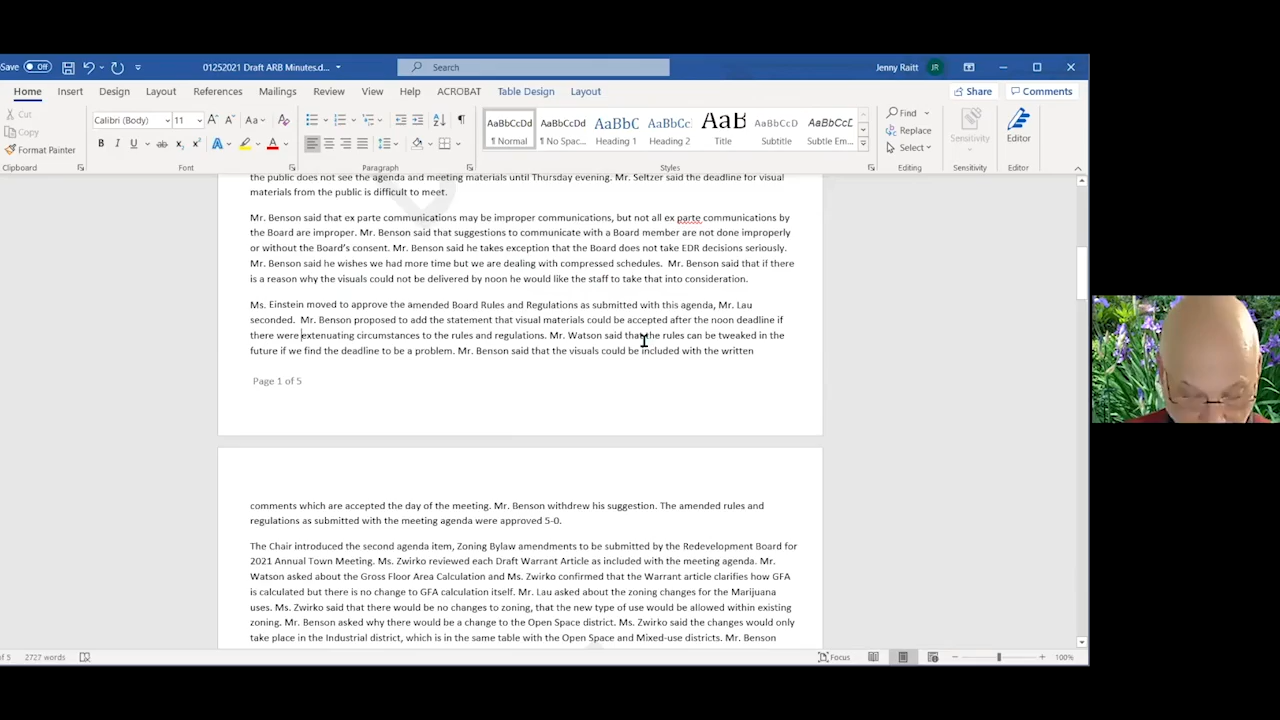 Save Off 01252021 Draft ARB Minutes.d... Search Jenny Raitt JR
Home Insert Design Layout References Mailings Review View Help ACROBAT Table Design Layout Share Comments
Cut
Copy
Format Painter
Clipboard
Calibri (Body) 11
Font
Paragraph
AaBbCcDd AaBbCcDd AaBbC AaBbCc AaB AaBbCcD AaBbCcL
¶ Normal ¶ No Spac... Heading 1 Heading 2 Title Subtitle Subtle Em...
Styles
Find
Replace
Select
Editing
Sensitivity
Sensitivity
Editor
Editor
the public does not see the agenda and meeting materials until Thursday evening. Mr. Seltzer said the deadline for visual
materials from the public is difficult to meet.
Mr. Benson said that ex parte communications may be improper communications, but not all ex parte communications by
the Board are improper. Mr. Benson said that suggestions to communicate with a Board member are not done improperly
or without the Board's consent. Mr. Benson said he takes exception that the Board does not take EDR decisions seriously.
Mr. Benson said he wishes we had more time but we are dealing with compressed schedules. Mr. Benson said that if there
is a reason why the visuals could not be delivered by noon he would like the staff to take that into consideration.
Ms. Einstein moved to approve the amended Board Rules and Regulations as submitted with this agenda, Mr. Lau
seconded. Mr. Benson proposed to add the statement that visual materials could be accepted after the noon deadline if
there were extenuating circumstances to the rules and regulations. Mr. Watson said that the rules can be tweaked in the
future if we find the deadline to be a problem. Mr. Benson said that the visuals could be included with the written
Page 1 of 5
comments which are accepted the day of the meeting. Mr. Benson withdrew his suggestion. The amended rules and
regulations as submitted with the meeting agenda were approved 5-0.
The Chair introduced the second agenda item, Zoning Bylaw amendments to be submitted by the Redevelopment Board for
2021 Annual Town Meeting. Ms. Zwirko reviewed each Draft Warrant Article as included with the meeting agenda. Mr.
Watson asked about the Gross Floor Area Calculation and Ms. Zwirko confirmed that the Warrant article clarifies how GFA
is calculated but there is no change to GFA calculation itself. Mr. Lau asked about the zoning changes for the Marijuana
uses. Ms. Zwirko said that there would be no changes to zoning, that the new type of use would be allowed within existing
zoning. Mr. Benson asked why there would be a change to the Open Space district. Ms. Zwirko said the changes would only
take place in the Industrial district, which is in the same table with the Open Space and Mixed-use districts. Mr. Benson
of 5 2727 words Focus 100%